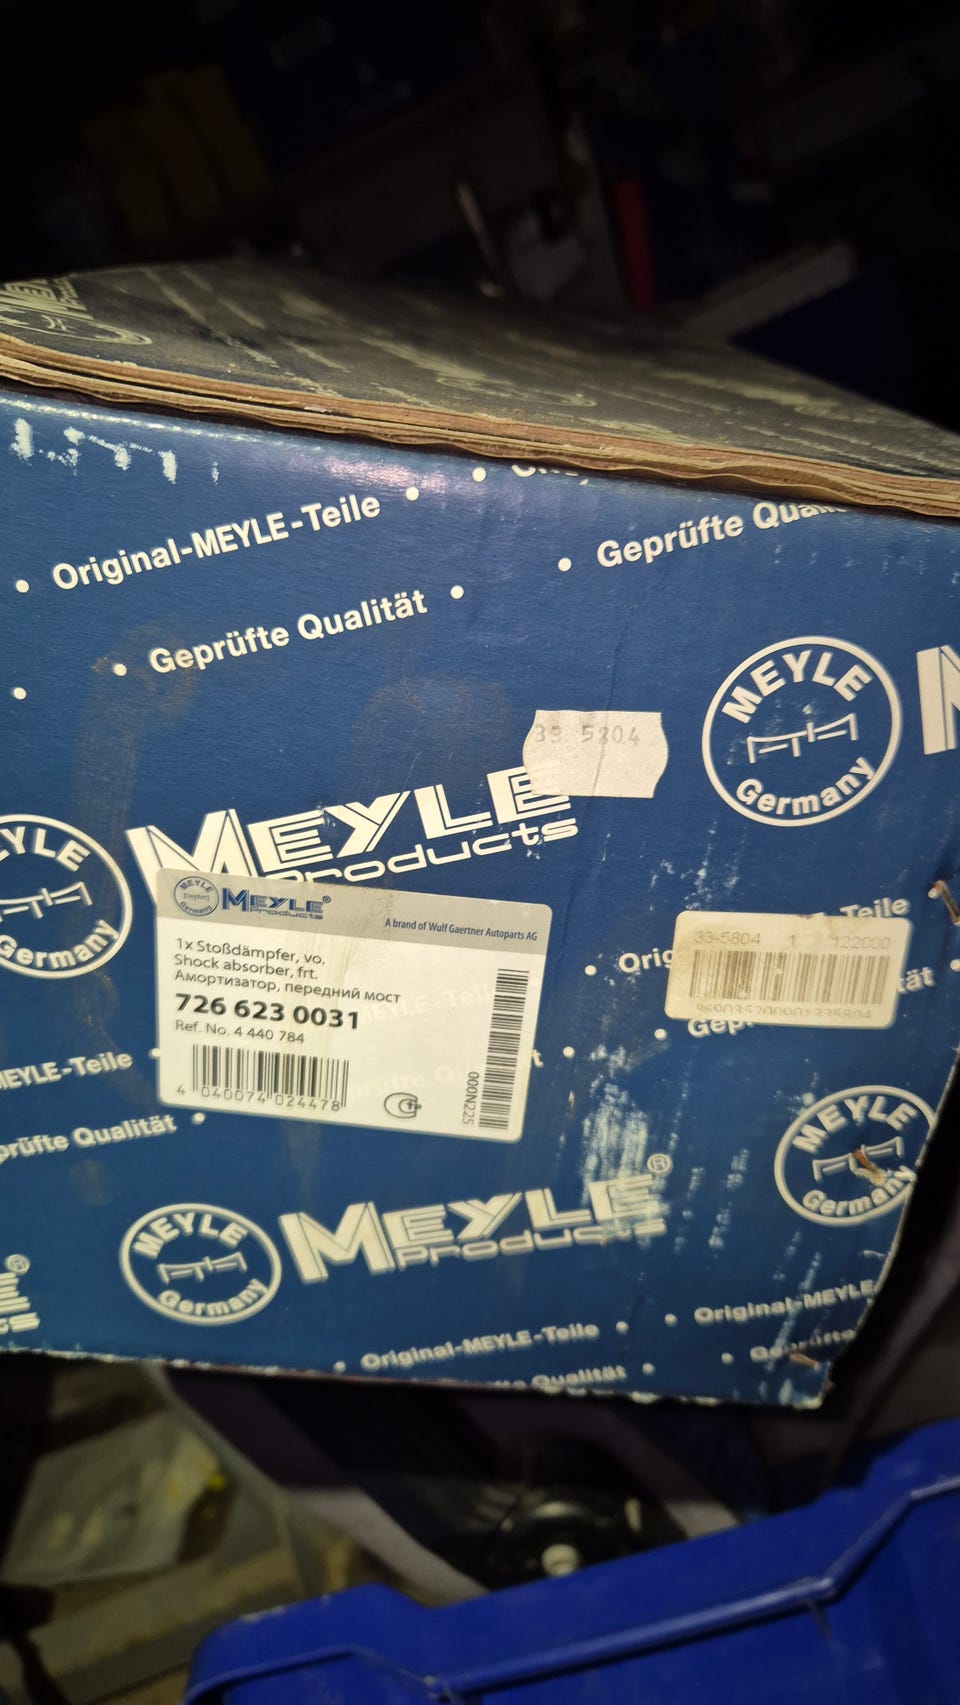 Original-MEYLE-Teile
Geprüfte
Geprüfte Qualität
MEYLE
Germany
33 5804
MEYLE
Products
MEYLE
Germany
MEYLE
MEYLE®
Products
A brand of Wulf Gaertner Autoparts AG
1x Stoßdämpfer, vo.
Shock absorber, frt.
Амортизатор, передний мост
726 623 0031
Ref. No. 4 440 784
4 040074 024478
000N225
Teile
33-5804 1 122000
MEYLE-Teile
Qualität
MEYLE
Germany
MEYLE
Germany
MEYLE®
Products
Original-MEYLE-Teile
Original-MEYLE
Qualität
Geprüfte